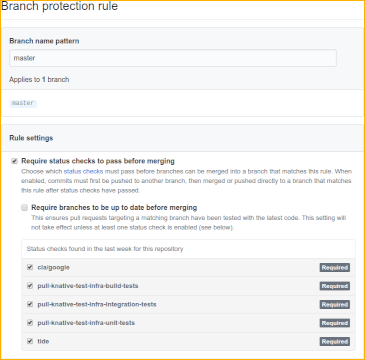 Branch protection rule
Branch name pattern
master
Applies to 1 branch
master
Rule settings
Require status checks to pass before merging
Choose which status checks must pass before branches can be merged into a branch that matches this rule. When
enabled, commits must first be pushed to another branch, then merged or pushed directly to a branch that matches
this rule after status checks have passed.
Require branches to be up to date before merging
This ensures pull requests targeting a matching branch have been tested with the latest code. This setting will
not take effect unless at least one status check is enabled (see below).
Status checks found in the last week for this repository
cla/google Required
pull-knative-test-infra-build-tests Required
pull-knative-test-infra-integration-tests Required
pull-knative-test-infra-unit-tests Required
tide Required